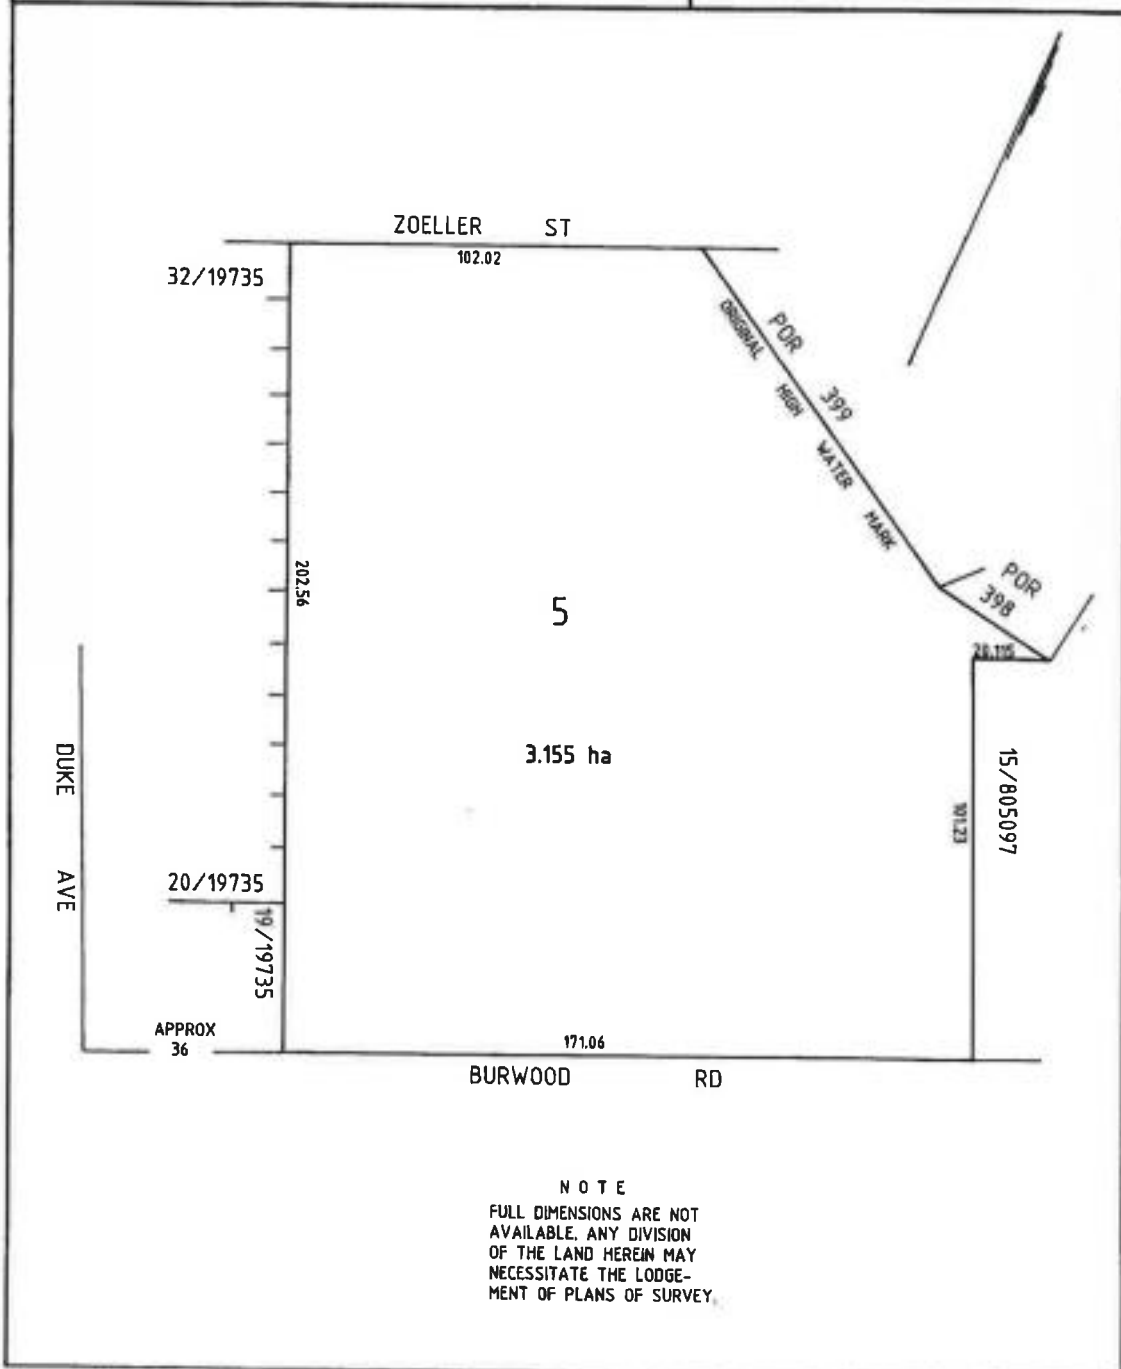 ZOELLER ST
102.02
32/19735
ORIGINAL HIGH WATER MARK
POR 399
POR 398
20.115
202.56
5
3.155 ha
DUKE AVE
15/805097
101.23
20/19735
19/19735
APPROX
36
171.06
BURWOOD RD
NOTE
FULL DIMENSIONS ARE NOT
AVAILABLE, ANY DIVISION
OF THE LAND HEREIN MAY
NECESSITATE THE LODGE-
MENT OF PLANS OF SURVEY.